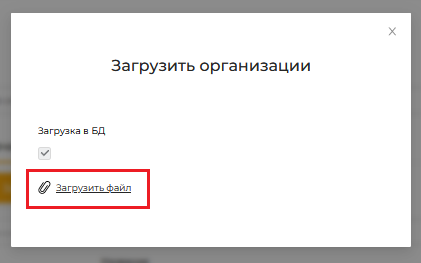 Загрузить организации
Загрузка в БД
Загрузить файл